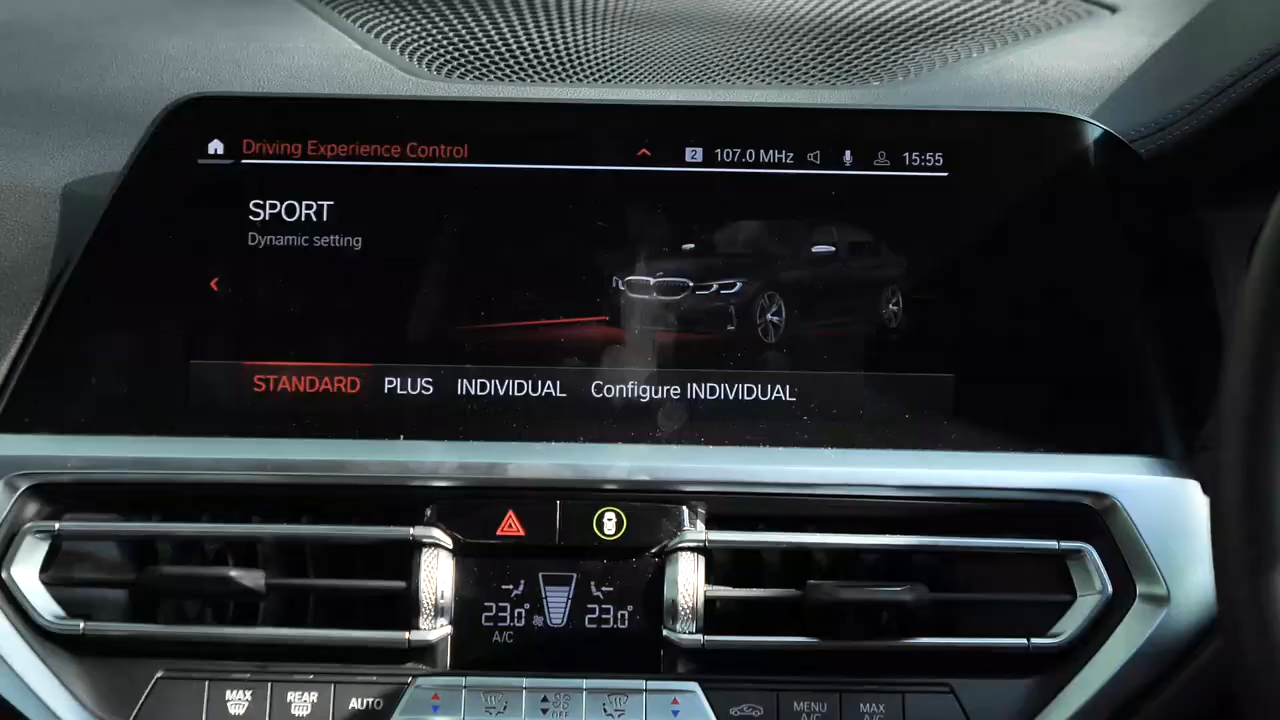 Driving Experience Control
2 107.0 MHz 15:55
SPORT
Dynamic setting
STANDARD PLUS INDIVIDUAL Configure INDIVIDUAL
23.0° 23.0°
A/C
MAX REAR AUTO OFF MENU MAX
A/C A/C